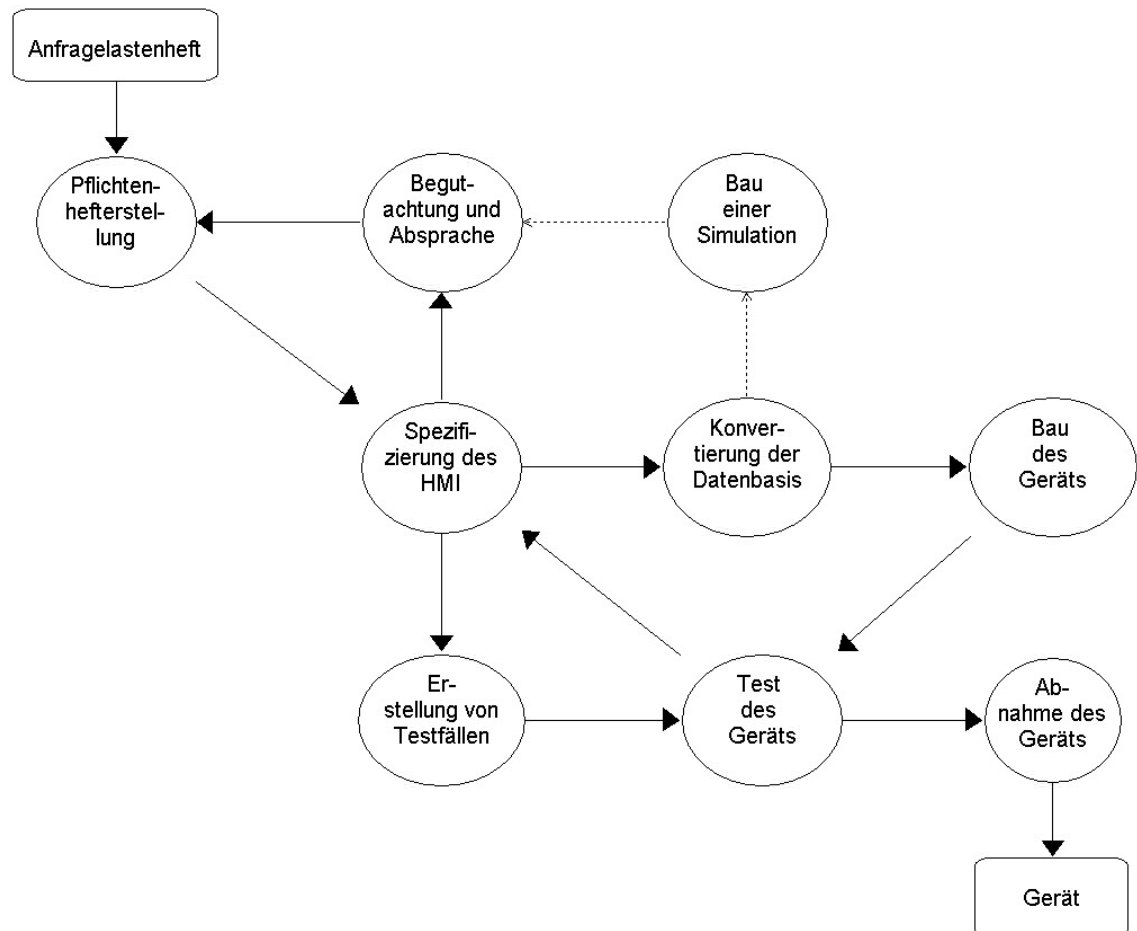 Anfragelastenheft
Pflichten-
hefterstel-
lung
Begut-
achtung und
Absprache
Bau
einer
Simulation
Spezifi-
zierung des
HMI
Konver-
tierung der
Datenbasis
Bau
des
Geräts
Er-
stellung von
Testfällen
Test
des
Geräts
Ab-
nahme des
Geräts
Gerät